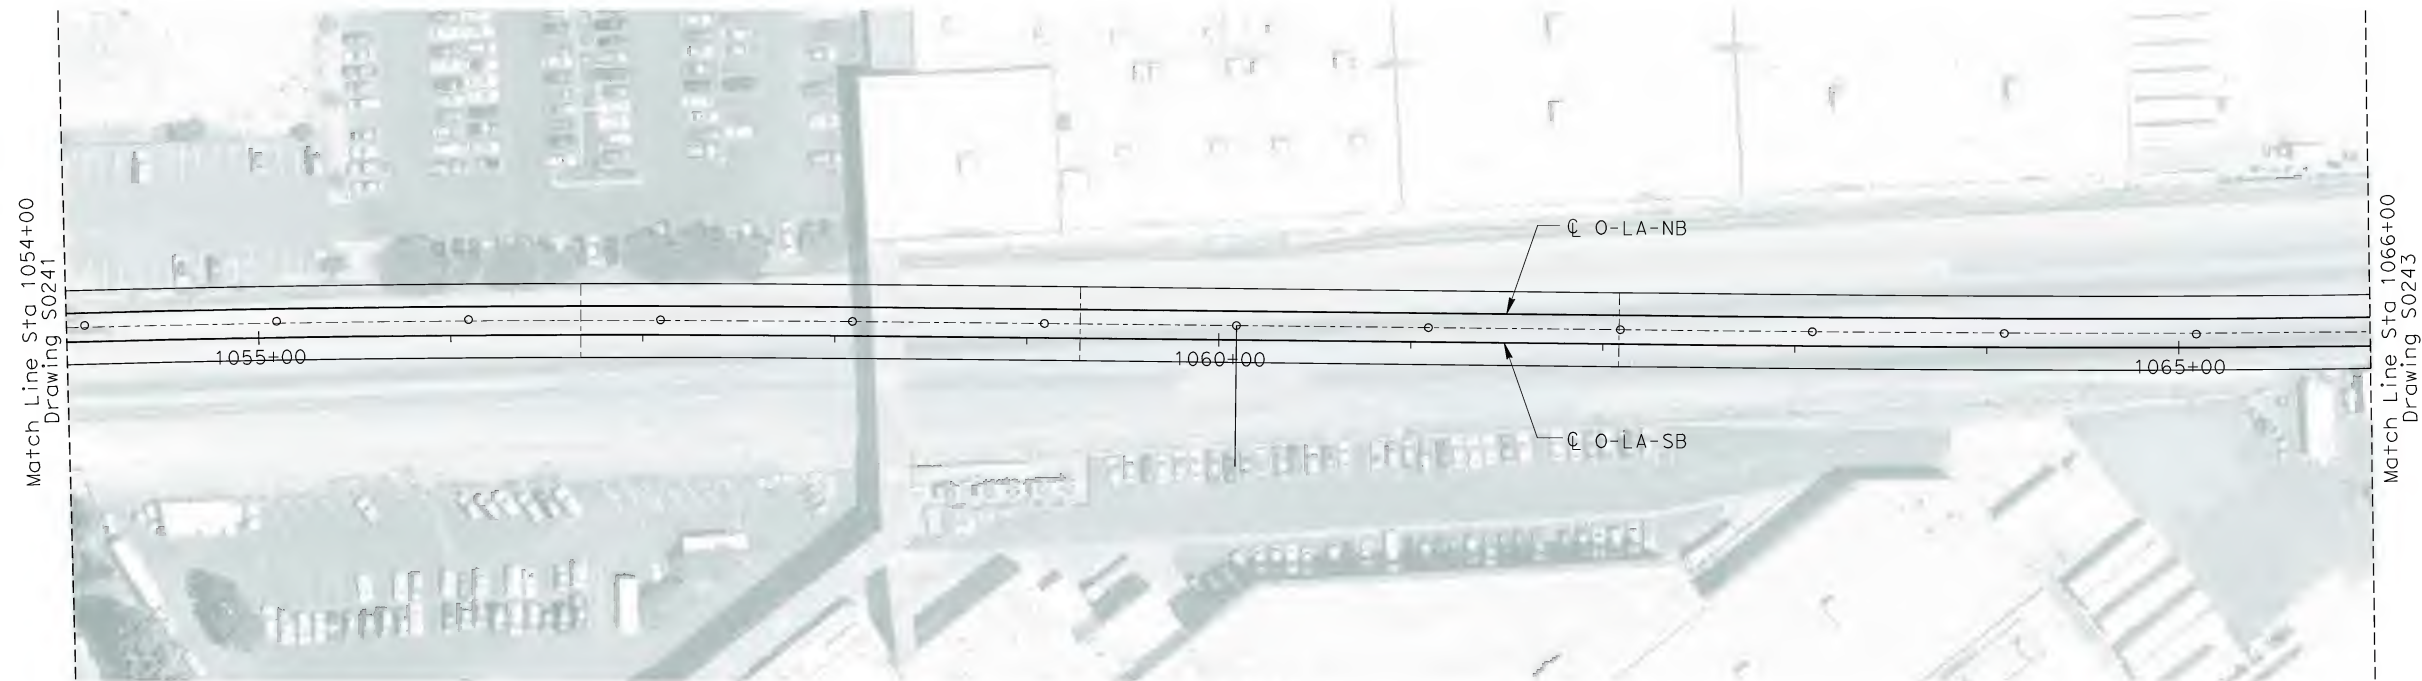 Match Line Sta 1054+00
Drawing S0241
1055+00
1060+00
1065+00
℄ O-LA-NB
℄ O-LA-SB
Match Line Sta 1066+00
Drawing S0243